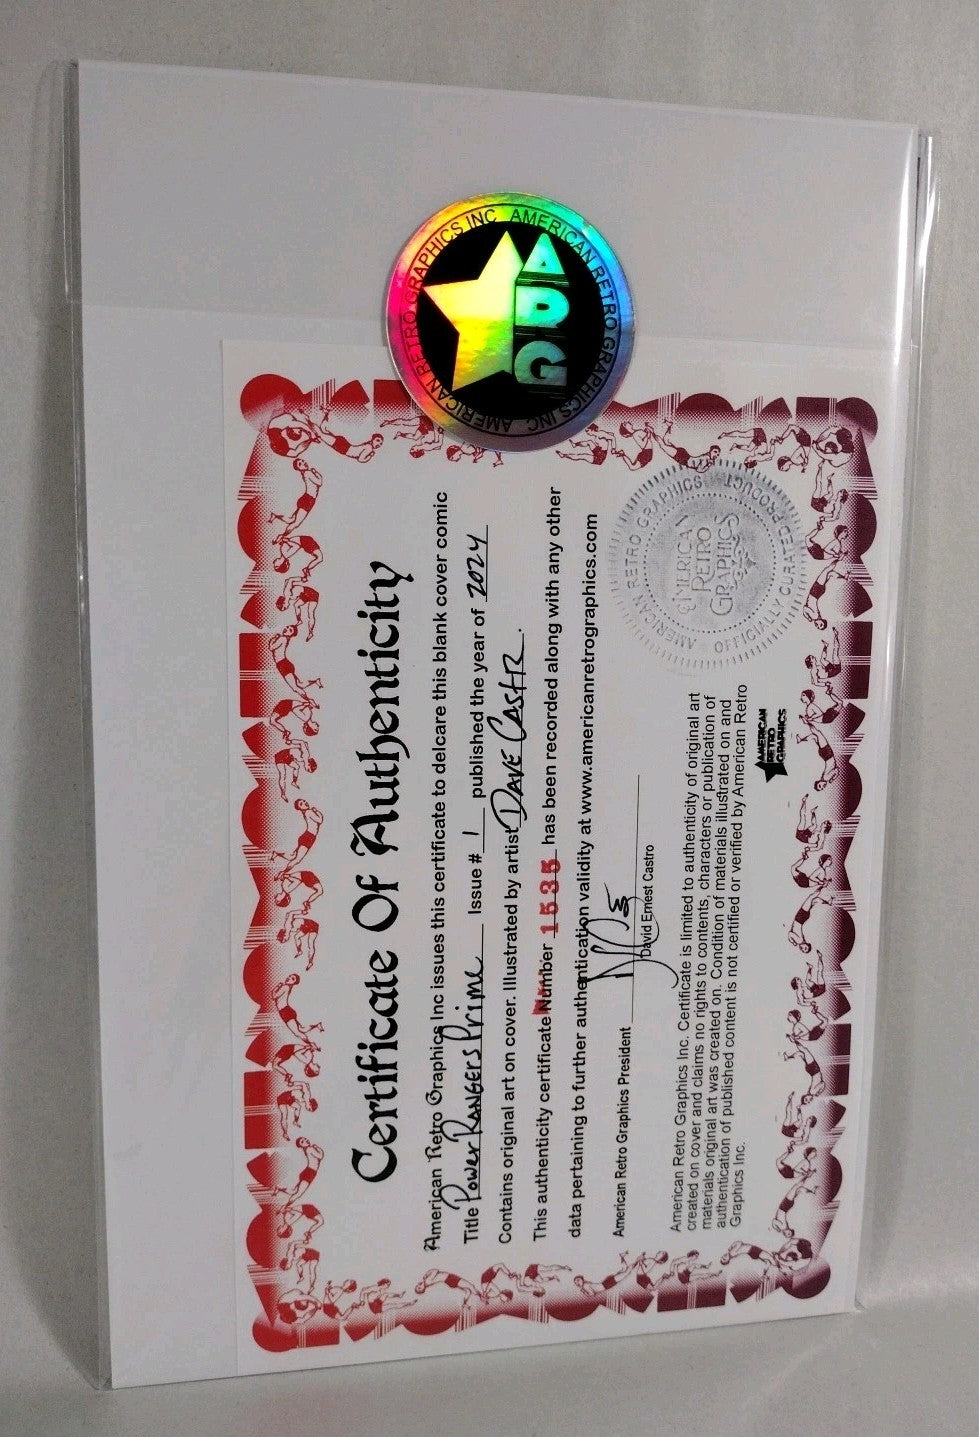 AMERICAN RETRO GRAPHICS INC AMERICAN RETRO GRAPHICS INC
ARG
Certificate Of Authenticity
American Retro Graphics Inc issues this certificate to delcare this blank cover comic
Title Power Rangers Prime Issue # 1 published the year of 2024
Contains original art on cover. Illustrated by artist Dave Castr.
This authenticity certificate Number 1535 has been recorded along with any other
data pertaining to further authentication validity at www.americanretrographics.com
American Retro Graphics President
David Ernest Castro
American Retro Graphics Inc. Certificate is limited to authenticity of original art
created on cover and claims no rights to contents, characters or publication of
materials original art was created on. Condition of materials illustrated on and
authentication of published content is not certified or verified by American Retro
Graphics Inc.
AMERICAN
RETRO
GRAPHICS
AMERICAN RETRO GRAPHICS
OFFICIALLY CURATED PRODUCT
AMERICAN
RETRO
GRAPHICS